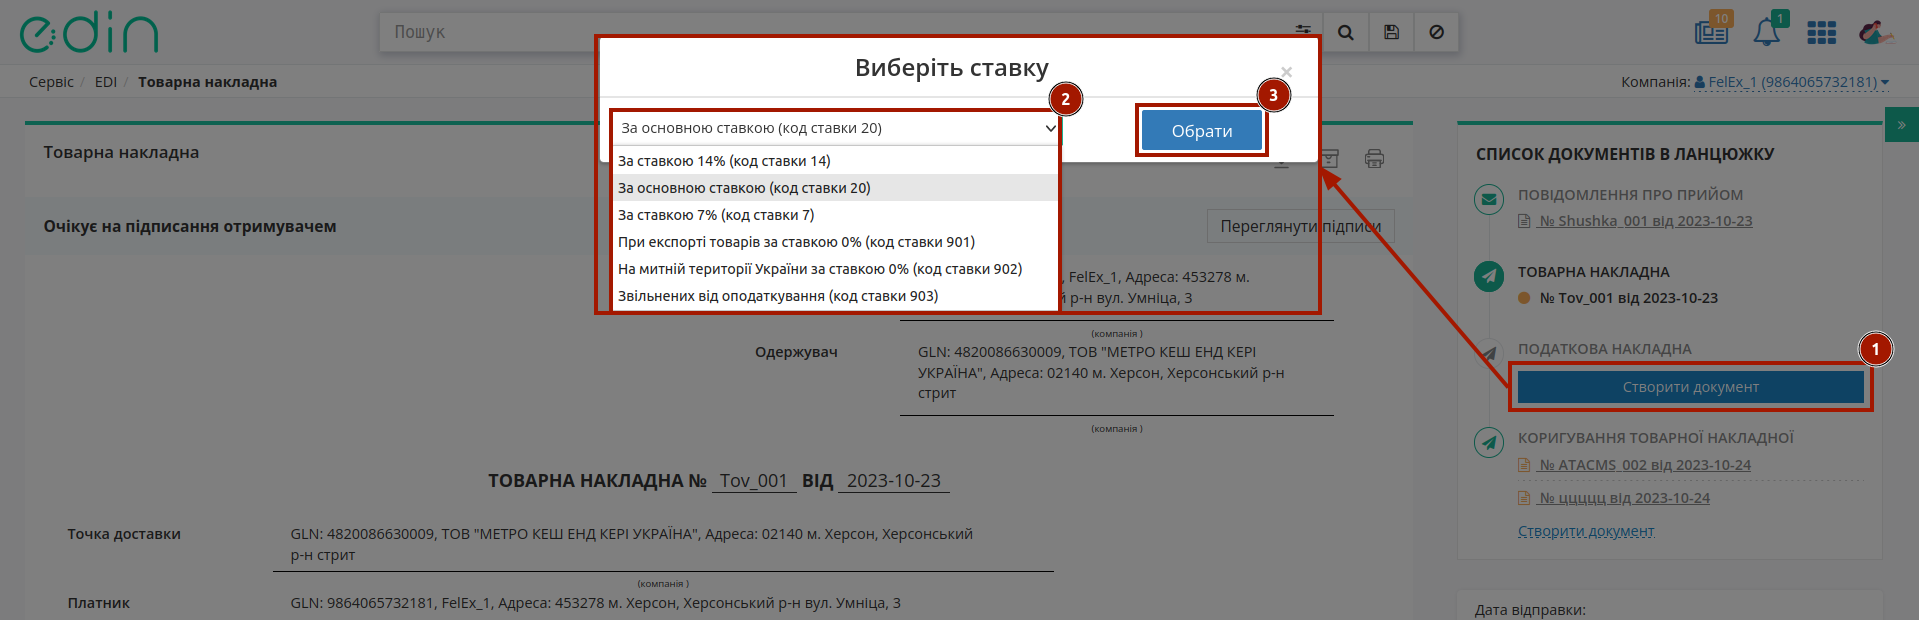 edin
Пошук
10
1
Сервіс / EDI / Товарна накладна
Компанія: FelEx_1 (9864065732181)
Виберіть ставку
×
2
3
За основною ставкою (код ставки 20)
Обрати
За ставкою 14% (код ставки 14)
За основною ставкою (код ставки 20)
За ставкою 7% (код ставки 7)
При експорті товарів за ставкою 0% (код ставки 901)
На митній території України за ставкою 0% (код ставки 902)
Звільнених від оподаткування (код ставки 903)
Товарна накладна
Очікує на підписання отримувачем
Переглянути підписи
, FelEx_1, Адреса: 453278 м.
р-н вул. Умніца, 3
(компанія )
Одержувач
GLN: 4820086630009, ТОВ "МЕТРО КЕШ ЕНД КЕРІ
УКРАЇНА", Адреса: 02140 м. Херсон, Херсонський р-н
стрит
(компанія )
ТОВАРНА НАКЛАДНА № Tov_001 ВІД 2023-10-23
Точка доставки
GLN: 4820086630009, ТОВ "МЕТРО КЕШ ЕНД КЕРІ УКРАЇНА", Адреса: 02140 м. Херсон, Херсонський
р-н стрит
(компанія )
Платник
GLN: 9864065732181, FelEx_1, Адреса: 453278 м. Херсон, Херсонський р-н вул. Умніца, 3
»
СПИСОК ДОКУМЕНТІВ В ЛАНЦЮЖКУ
ПОВІДОМЛЕННЯ ПРО ПРИЙОМ
№ Shushka_001 від 2023-10-23
ТОВАРНА НАКЛАДНА
№ Tov_001 від 2023-10-23
ПОДАТКОВА НАКЛАДНА
1
Створити документ
КОРИГУВАННЯ ТОВАРНОЇ НАКЛАДНОЇ
№ ATACMS_002 від 2023-10-24
№ ццццц від 2023-10-24
Створити документ
Дата відправки: